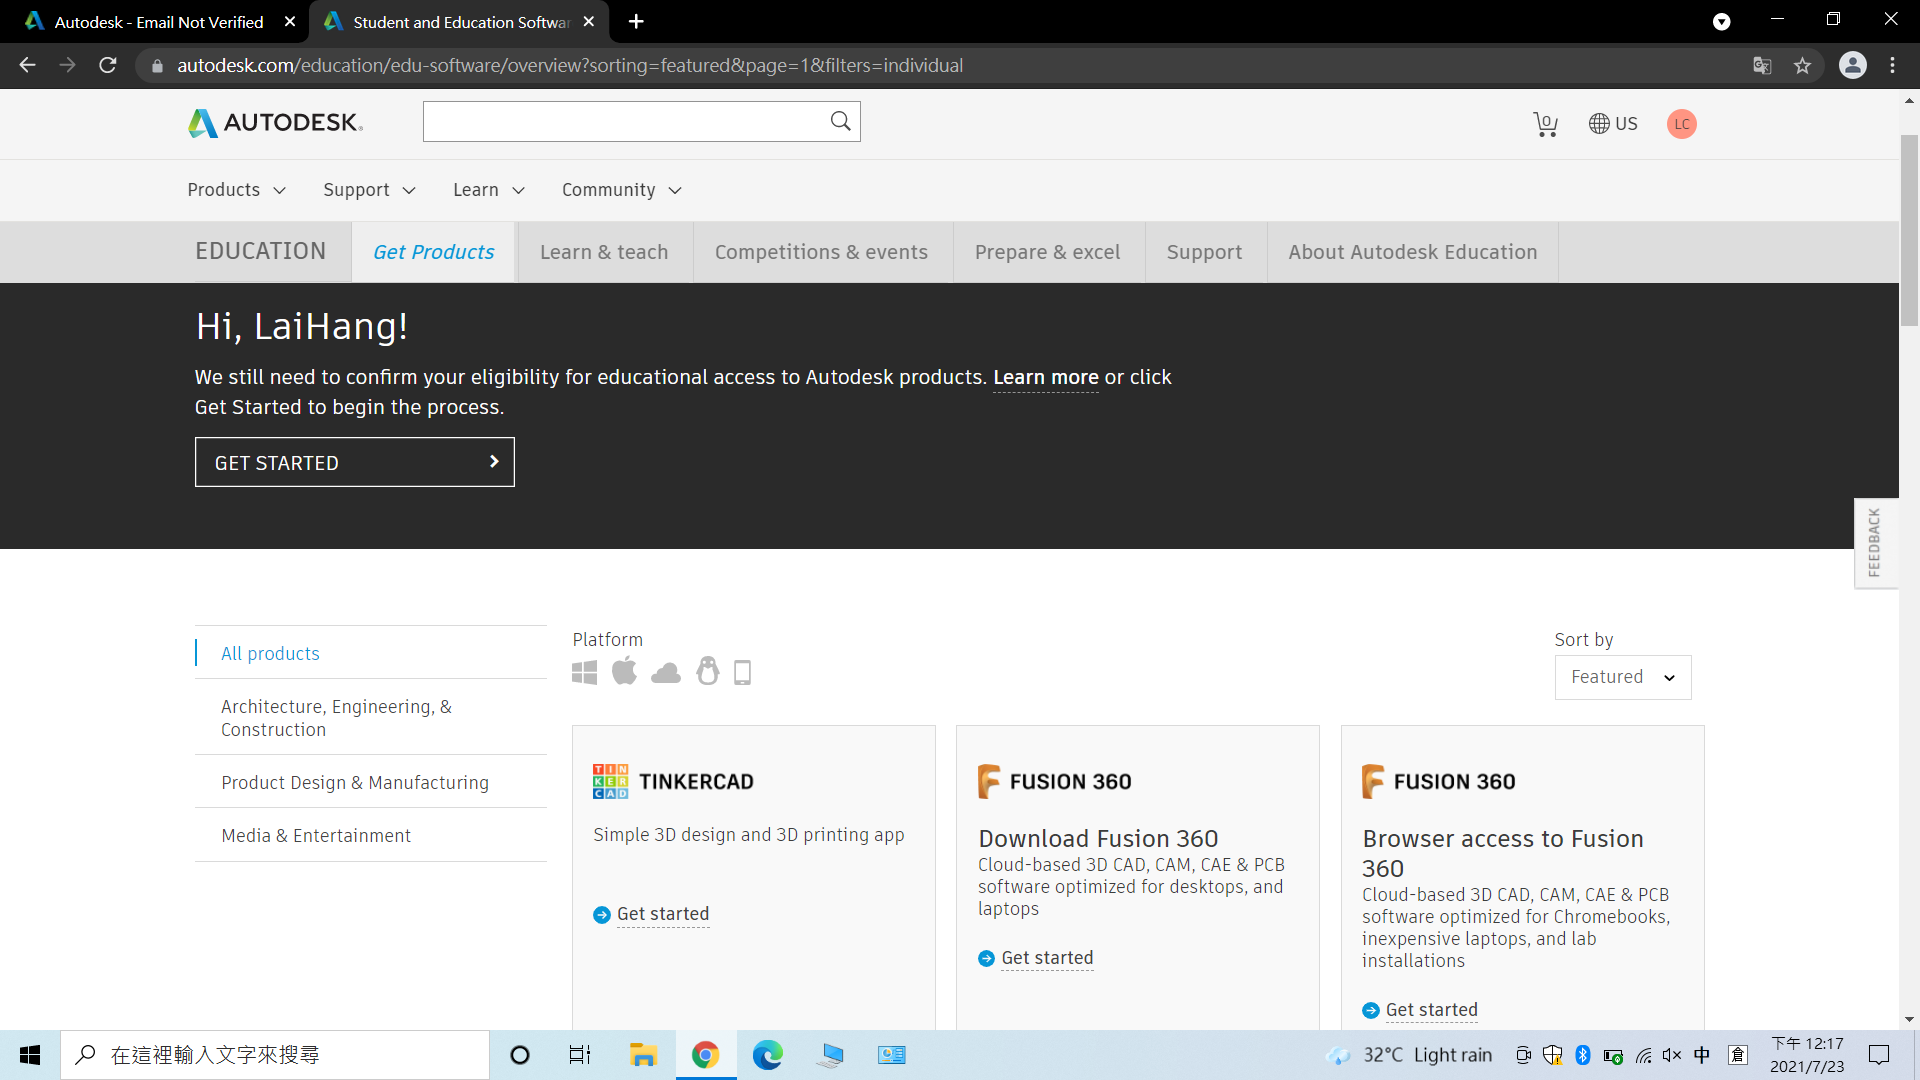 Autodesk - Email Not Verified
Student and Education Softwar
autodesk.com/education/edu-software/overview?sorting=featured&page=1&filters=individual
AUTODESK.
0
US
LC
Products
Support
Learn
Community
EDUCATION
Get Products
Learn & teach
Competitions & events
Prepare & excel
Support
About Autodesk Education
Hi, LaiHang!
We still need to confirm your eligibility for educational access to Autodesk products. Learn more or click
Get Started to begin the process.
GET STARTED
FEEDBACK
All products
Architecture, Engineering, &
Construction
Product Design & Manufacturing
Media & Entertainment
Platform
Sort by
Featured
TINKERCAD
TINKERCAD
Simple 3D design and 3D printing app
Get started
FUSION 360
Download Fusion 360
Cloud-based 3D CAD, CAM, CAE & PCB
software optimized for desktops, and
laptops
Get started
FUSION 360
Browser access to Fusion
360
Cloud-based 3D CAD, CAM, CAE & PCB
software optimized for Chromebooks,
inexpensive laptops, and lab
installations
Get started
在這裡輸入文字來搜尋
32°C Light rain
中
倉
下午 12:17
2021/7/23